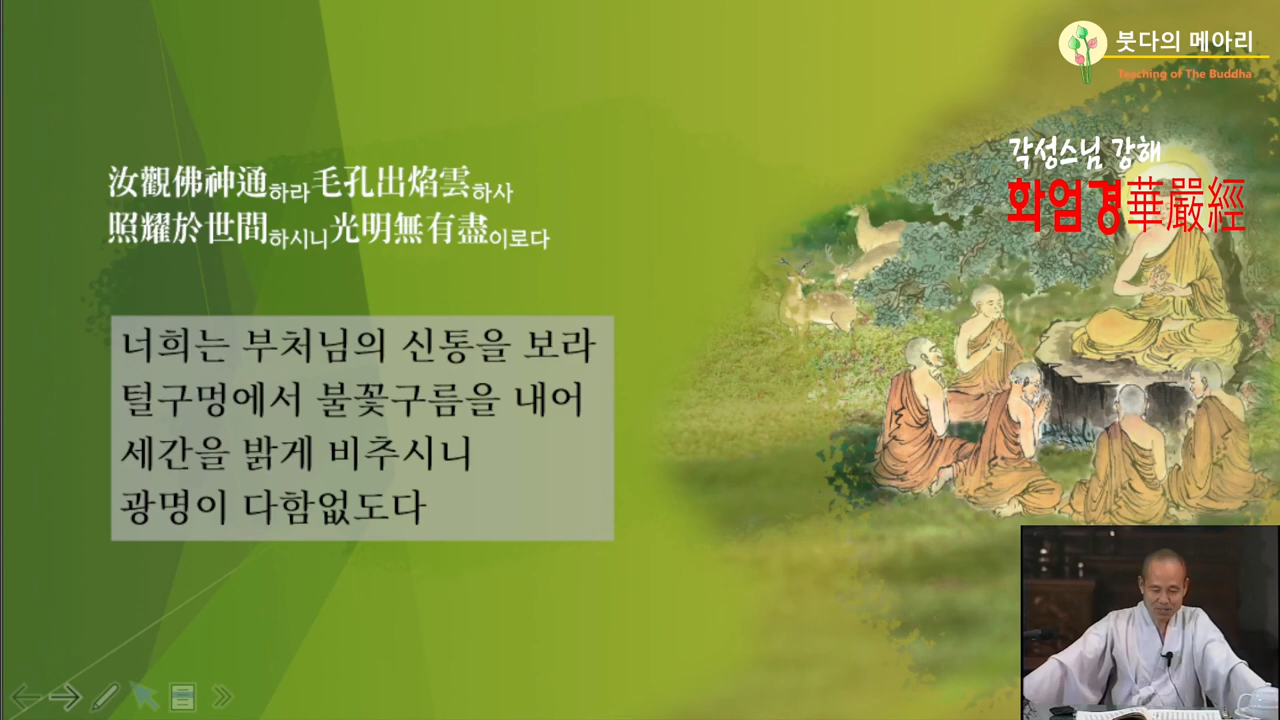 붓다의 메아리
Teaching of The Buddha
각성스님 강해
화엄경華嚴經
汝觀佛神通하라毛孔出焰雲하사
照耀於世間하시니光明無有盡이로다
너희는 부처님의 신통을 보라
털구멍에서 불꽃구름을 내어
세간을 밝게 비추시니
광명이 다함없도다